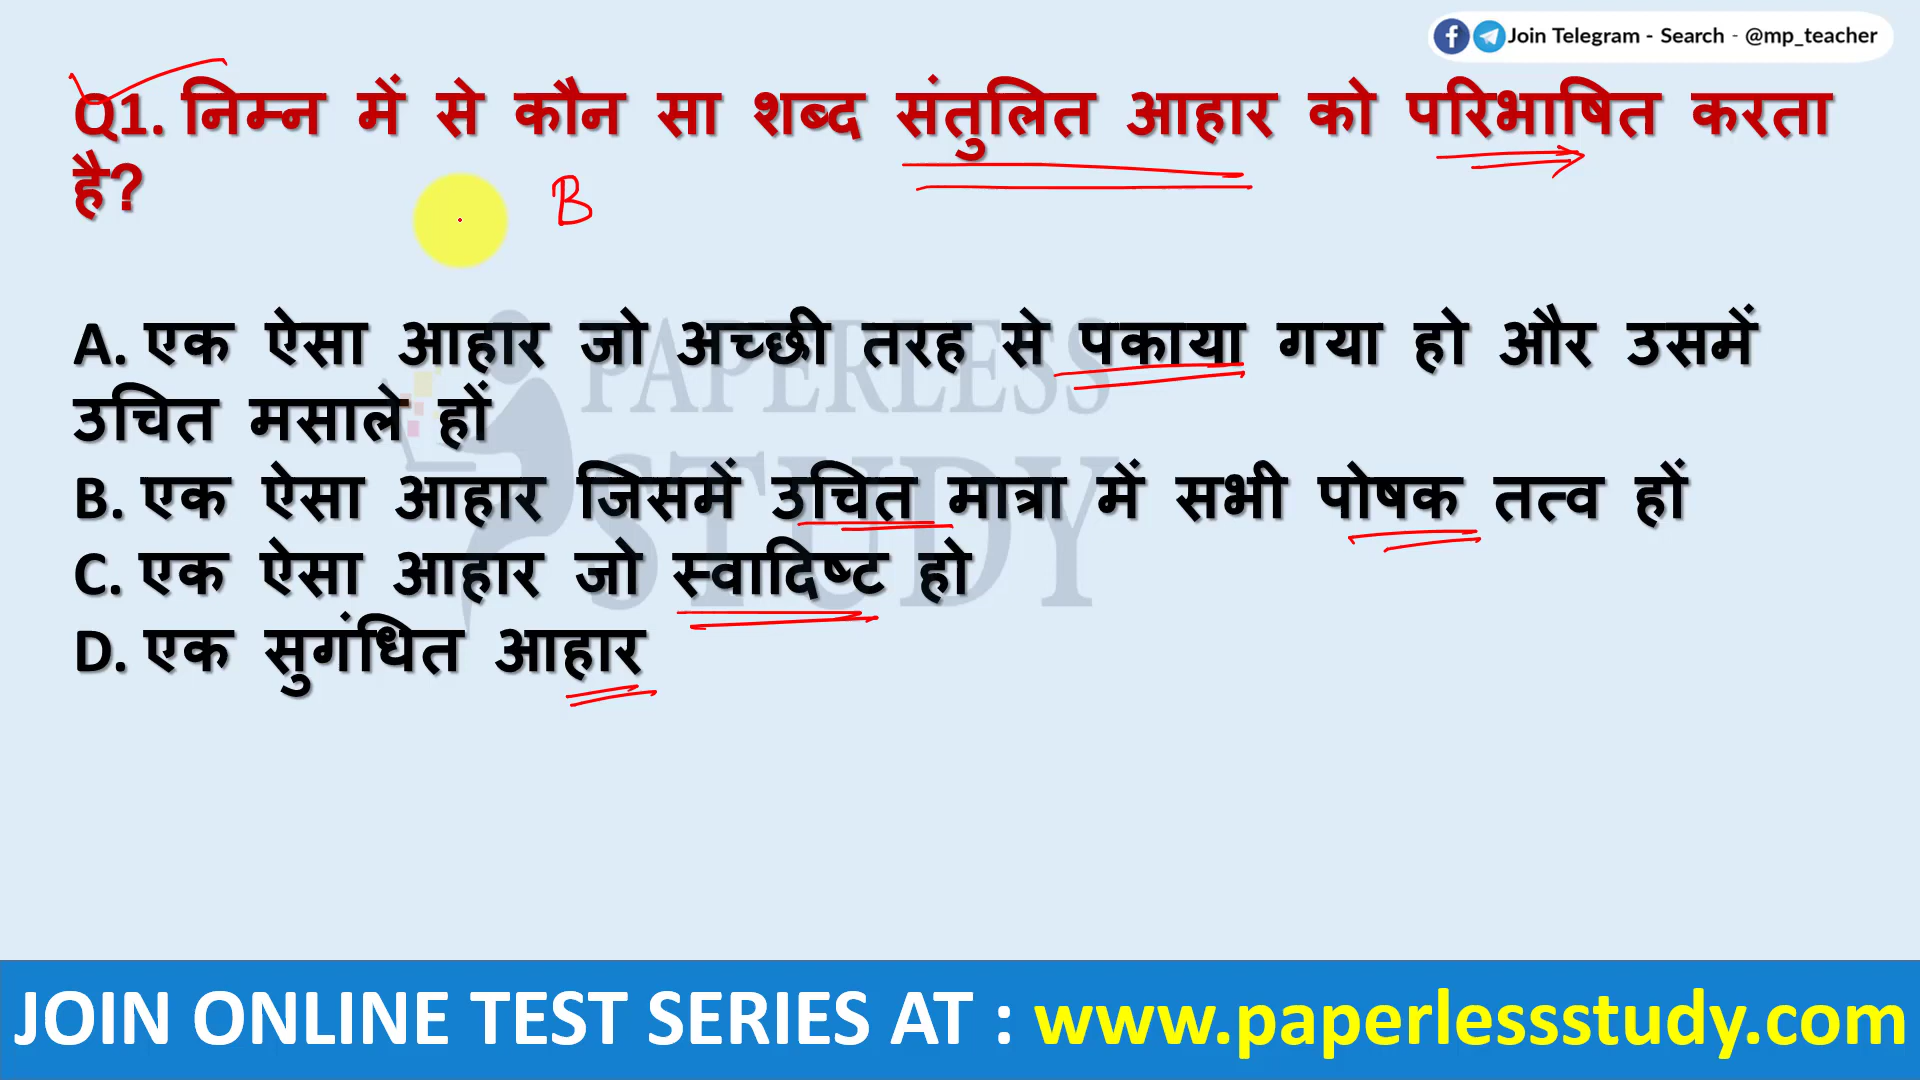 Join Telegram - Search - @mp_teacher
Q1. निम्न में से कौन सा शब्द संतुलित आहार को परिभाषित करता
है?
B
A. एक ऐसा आहार जो अच्छी तरह से पकाया गया हो और उसमें
उचित मसाले हों
B. एक ऐसा आहार जिसमें उचित मात्रा में सभी पोषक तत्व हों
C. एक ऐसा आहार जो स्वादिष्ट हो
D. एक सुगंधित आहार
PAPERLESS
STUDY
JOIN ONLINE TEST SERIES AT : www.paperlessstudy.com